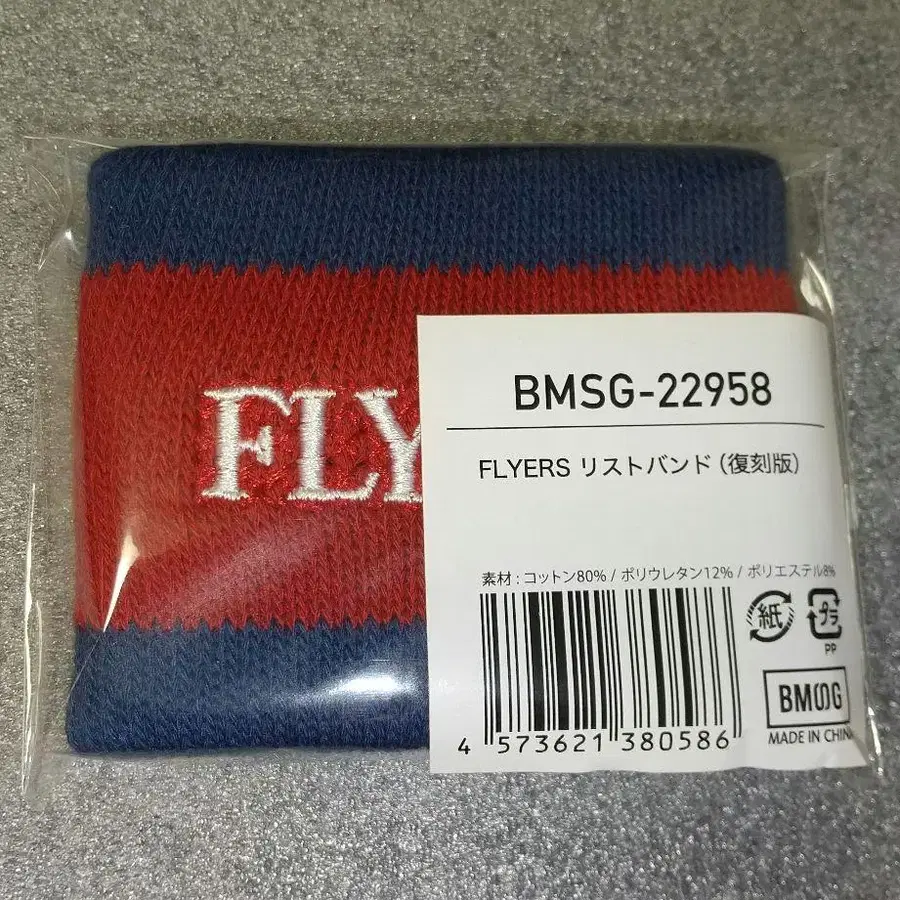 FLY
BMSG-22958
FLYERS リストバンド（復刻版）
素材：コットン80% / ポリウレタン12% / ポリエステル8%
紙
プラ
PP
4 573621 380586
BMSG
MADE IN CHIN